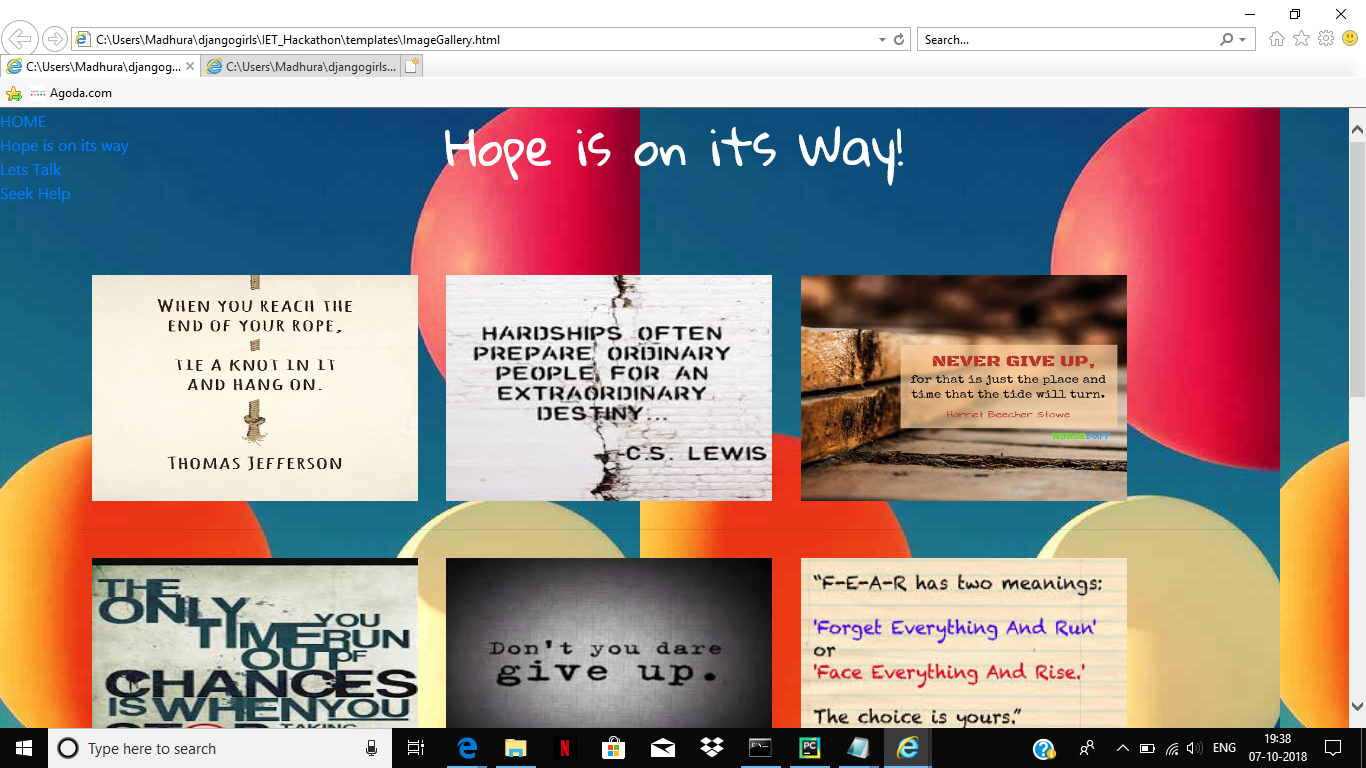 C:\Users\Madhura\djangogirls\IET_Hackathon\templates\ImageGallery.html
Search...
C:\Users\Madhura\djangog...
C:\Users\Madhura\djangogirls...
Agoda.com
HOME
Hope is on its way
Lets Talk
Seek Help
Hope is on its Way!
WHEN YOU REACH THE
END OF YOUR ROPE,
TIE A KNOT IN IT
AND HANG ON.
THOMAS JEFFERSON
HARDSHIPS OFTEN
PREPARE ORDINARY
PEOPLE FOR AN
EXTRAORDINARY
DESTINY...
-C.S. LEWIS
NEVER GIVE UP,
for that is just the place and
time that the tide will turn.
Harriet Beecher Stowe
THE
ONLY YOU
TIME RUN
OUT OF
CHANCES
IS WHEN YOU
TAKING
Don't you dare
give up.
“F-E-A-R has two meanings:
'Forget Everything And Run'
or
'Face Everything And Rise.'
The choice is yours.”
Type here to search
ENG
19:38
07-10-2018